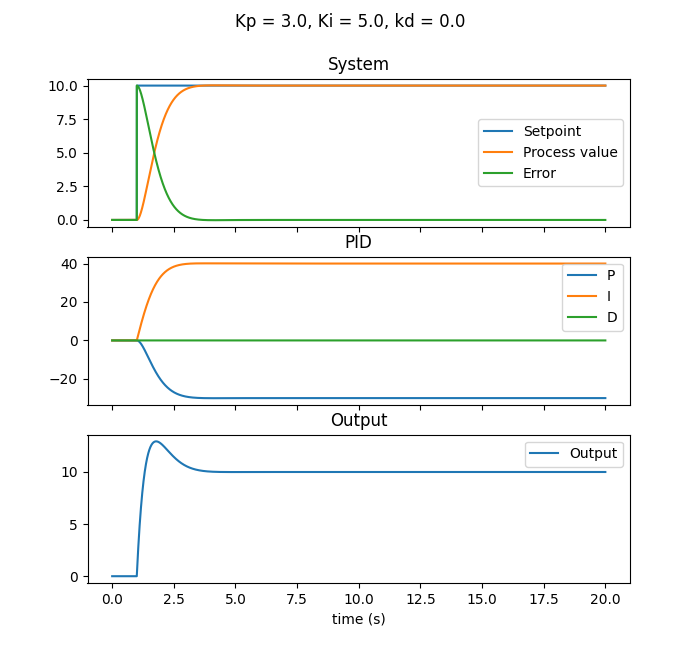 Kp = 3.0, Ki = 5.0, kd = 0.0
System
10.0
7.5
5.0
2.5
0.0
Setpoint
Process value
Error
PID
40
20
0
−20
P
I
D
Output
10
5
0
Output
0.0 2.5 5.0 7.5 10.0 12.5 15.0 17.5 20.0
time (s)